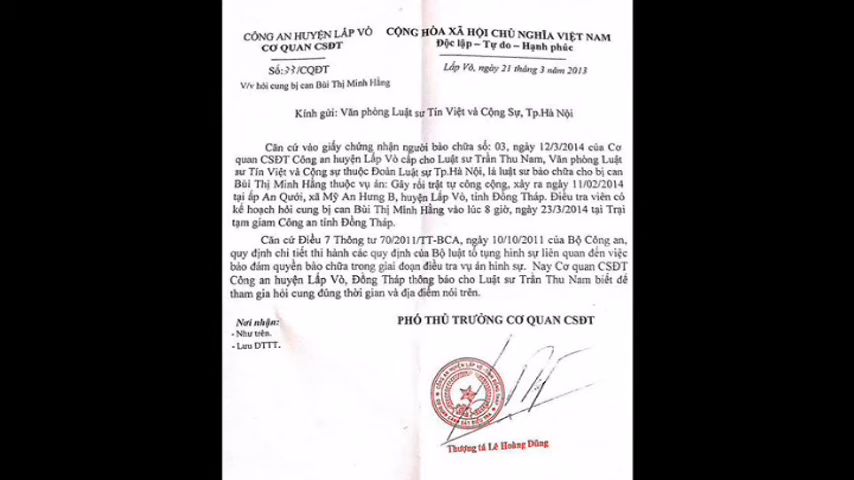 CÔNG AN HUYỆN LẤP VÒ
CƠ QUAN CSĐT
CỘNG HÒA XÃ HỘI CHỦ NGHĨA VIỆT NAM
Độc lập – Tự do – Hạnh phúc
Số: /CQĐT
Lấp Vò, ngày 21 tháng 3 năm 2013
V/v hỏi cung bị can Bùi Thị Minh Hằng
Kính gửi: Văn phòng Luật sư Tín Việt và Cộng Sự, Tp.Hà Nội
Căn cứ vào giấy chứng nhận người bào chữa số: 03, ngày 12/3/2014 của Cơ
quan CSĐT Công an huyện Lấp Vò cấp cho Luật sư Trần Thu Nam, Văn phòng Luật
sư Tín Việt và Cộng sự thuộc Đoàn Luật sự Tp.Hà Nội, là luật sư bào chữa cho bị can
Bùi Thị Minh Hằng thuộc vụ án: Gây rối trật tự công cộng, xảy ra ngày 11/02/2014
tại ấp An Qưới, xã Mỹ An Hưng B, huyện Lấp Vò, tỉnh Đồng Tháp. Điều tra viên có
kế hoạch hỏi cung bị can Bùi Thị Minh Hằng vào lúc 8 giờ, ngày 23/3/2014 tại Trại
tạm giam Công an tỉnh Đồng Tháp.
Căn cứ Điều 7 Thông tư 70/2011/TT-BCA, ngày 10/10/2011 của Bộ Công an,
quy định chi tiết thi hành các quy định của Bộ luật tố tụng hình sự liên quan đến việc
bảo đảm quyền bào chữa trong giai đoạn điều tra vụ án hình sự. Nay Cơ quan CSĐT
Công an huyện Lấp Vò, Đồng Tháp thông báo cho Luật sư Trần Thu Nam biết để
tham gia hỏi cung đúng thời gian và địa điểm nói trên.
Nơi nhận:
- Như trên.
- Lưu ĐTTT.
PHÓ THỦ TRƯỞNG CƠ QUAN CSĐT
Thượng tá Lê Hoàng Dũng